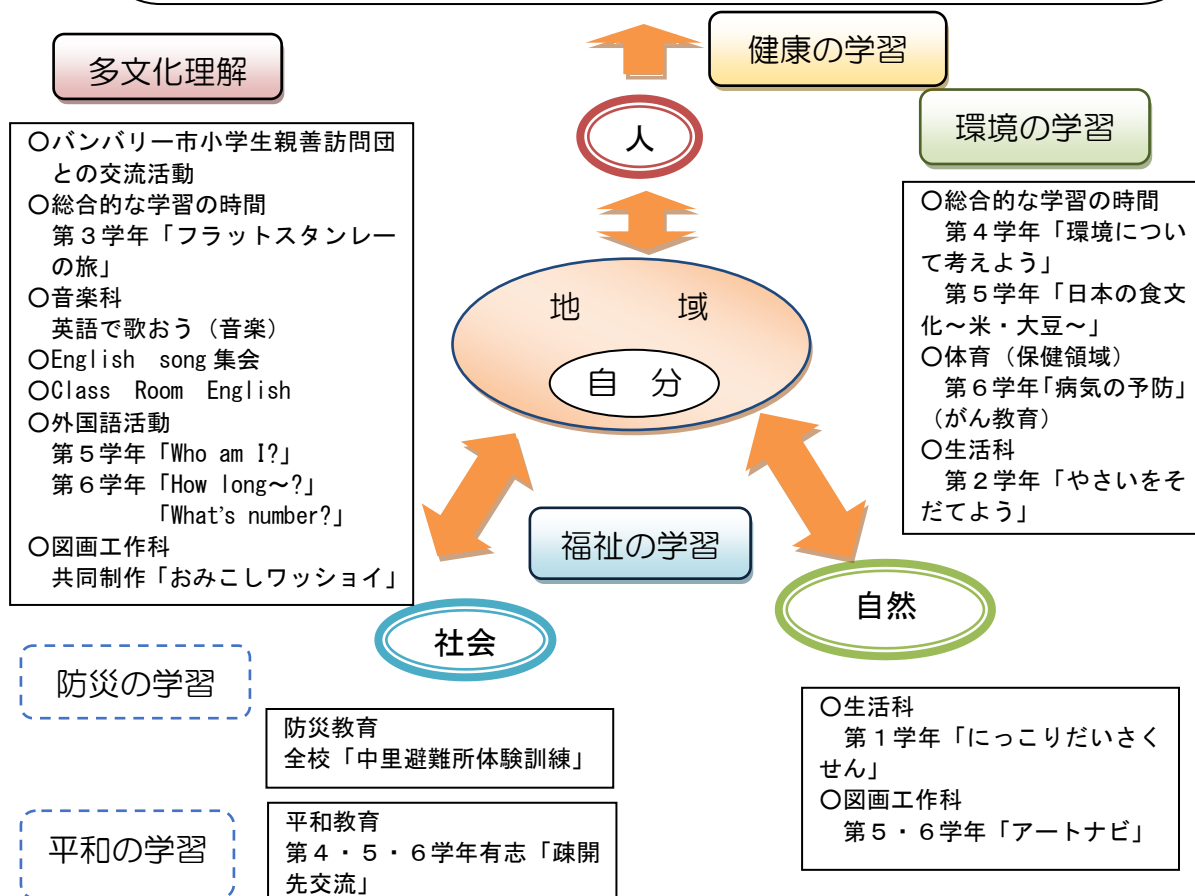 多文化理解
健康の学習
環境の学習
人
〇バンバリー市小学生親善訪問団
との交流活動
〇総合的な学習の時間
第３学年「フラットスタンレー
の旅」
〇音楽科
英語で歌おう（音楽）
〇English song 集会
〇Class Room English
〇外国語活動
第５学年「Who am I?」
第６学年「How long～?」
「What's number?」
〇図画工作科
共同制作「おみこしワッショイ」
〇総合的な学習の時間
第４学年「環境につい
て考えよう」
第５学年「日本の食文
化～米・大豆～」
〇体育（保健領域）
第６学年「病気の予防」
（がん教育）
〇生活科
第２学年「やさいをそ
だてよう」
地 域
自 分
福祉の学習
社会
自然
防災の学習
防災教育
全校「中里避難所体験訓練」
平和の学習
平和教育
第４・５・６学年有志「疎開
先交流」
〇生活科
第１学年「にっこりだいさく
せん」
〇図画工作科
第５・６学年「アートナビ」